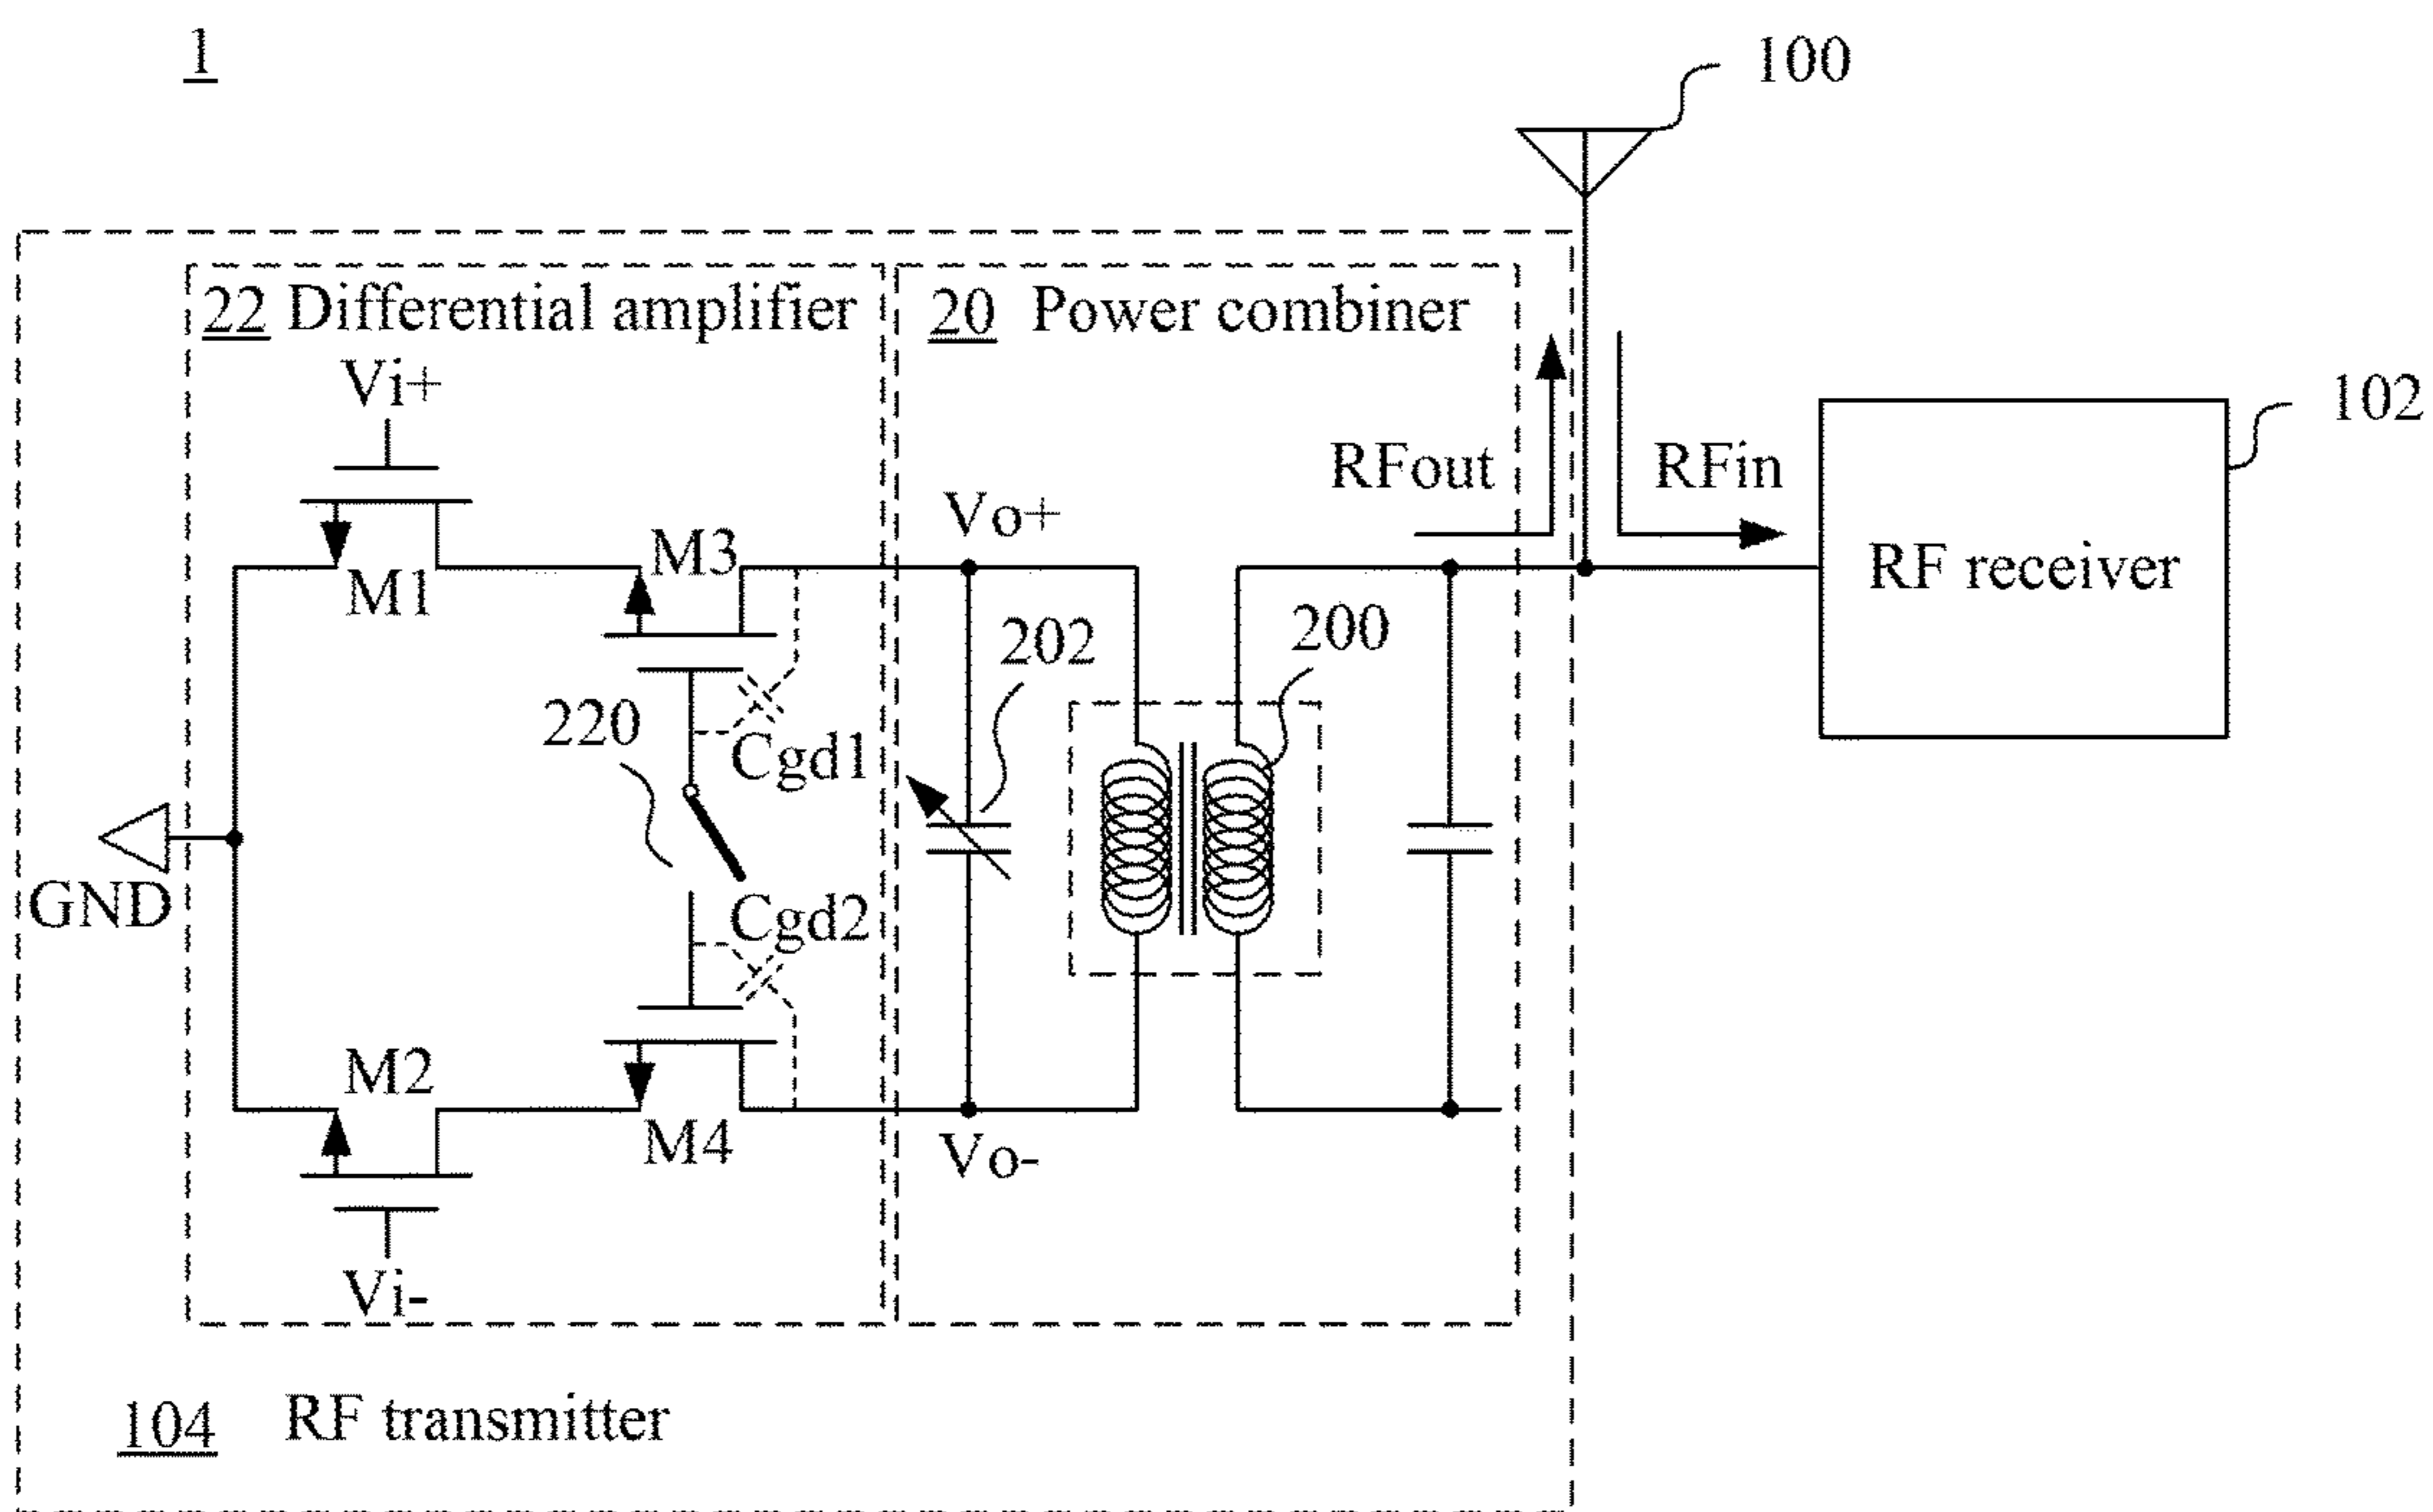 1
100
22 Differential amplifier
20 Power combiner
Vi+
102
RFout
RFin
Vo+
M3
M1
RF receiver
202
200
220
Cgd1
GND
Cgd2
M2
M4
Vo-
Vi-
104 RF transmitter